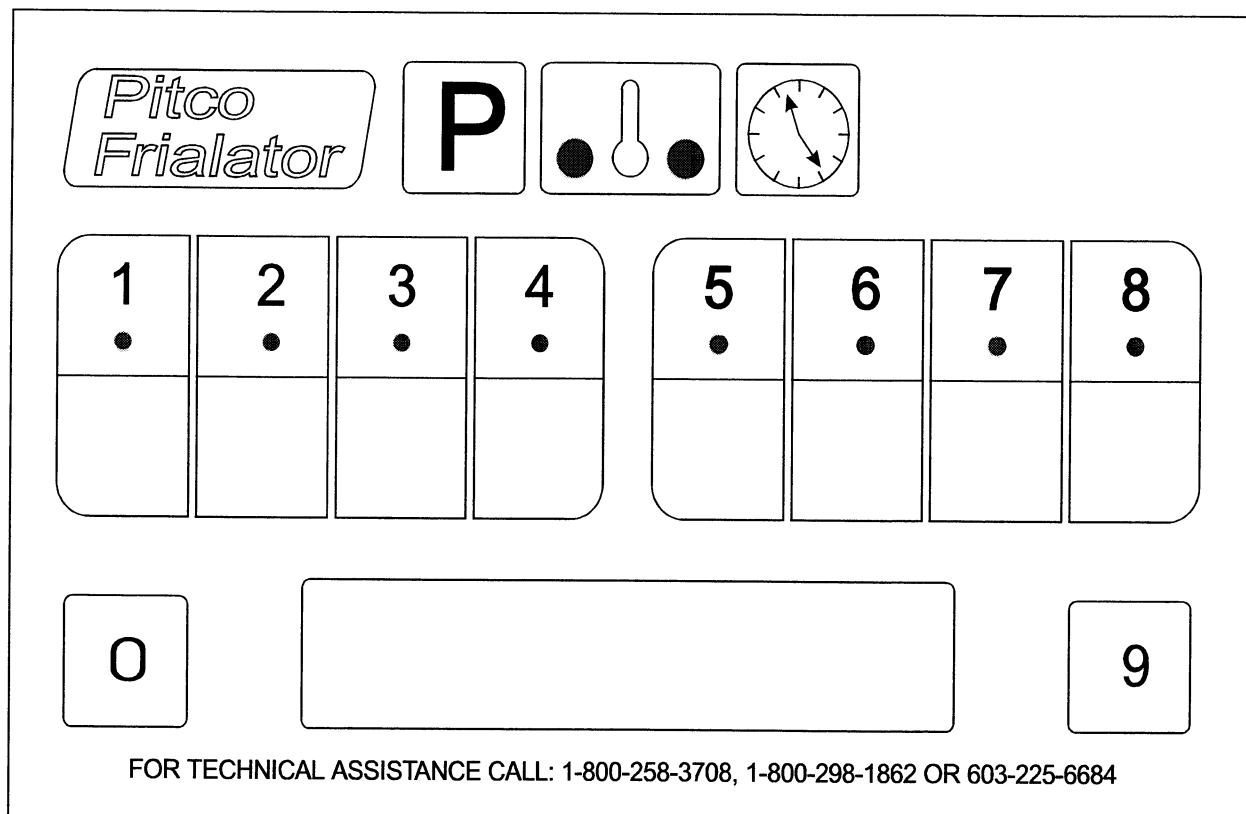 Pitco
Frialator
P
1 2 3 4 5 6 7 8
0 9
FOR TECHNICAL ASSISTANCE CALL: 1-800-258-3708, 1-800-298-1862 OR 603-225-6684